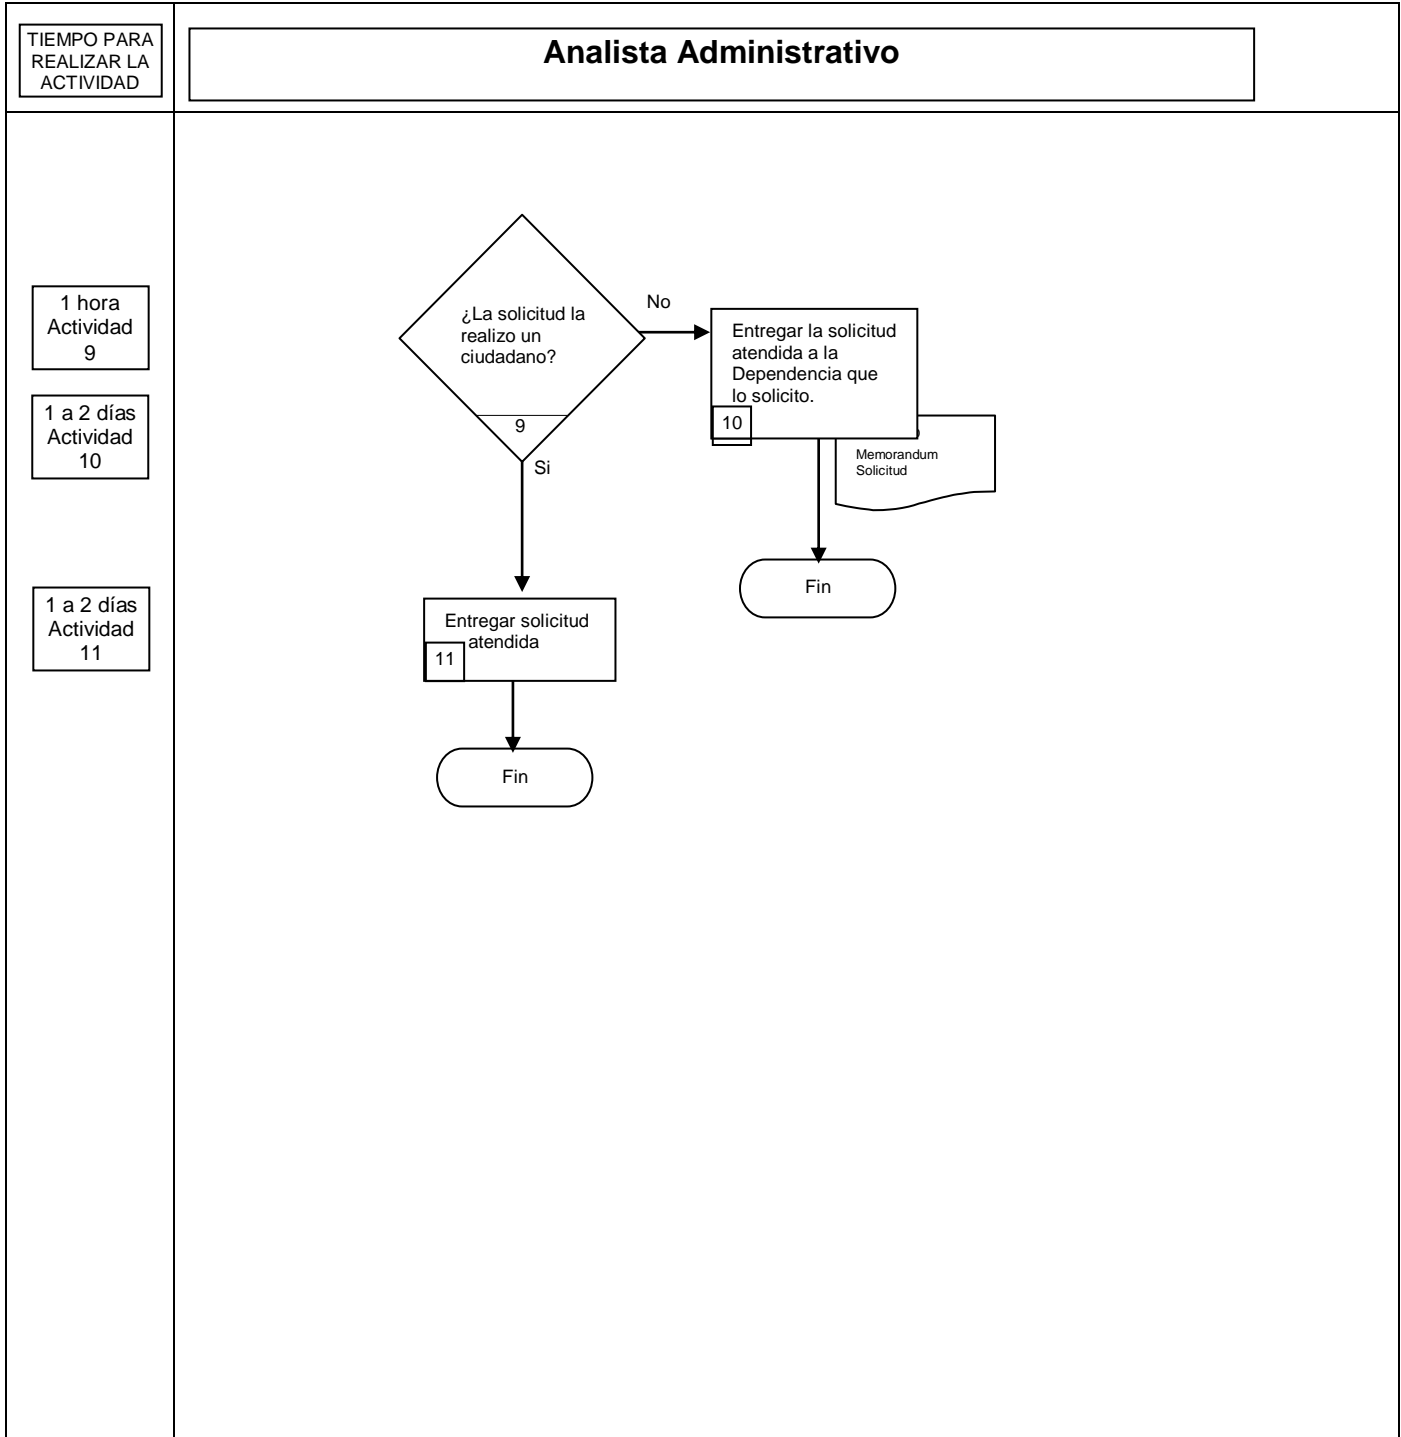 TIEMPO PARA
REALIZAR LA
ACTIVIDAD
Analista Administrativo
1 hora
Actividad
9
1 a 2 días
Actividad
10
1 a 2 días
Actividad
11
¿La solicitud la
realizo un
ciudadano?
9
No
Si
Entregar la solicitud
atendida a la
Dependencia que
lo solicito.
10
Memorandum
Solicitud
Fin
Entregar solicitud
atendida
11
Fin